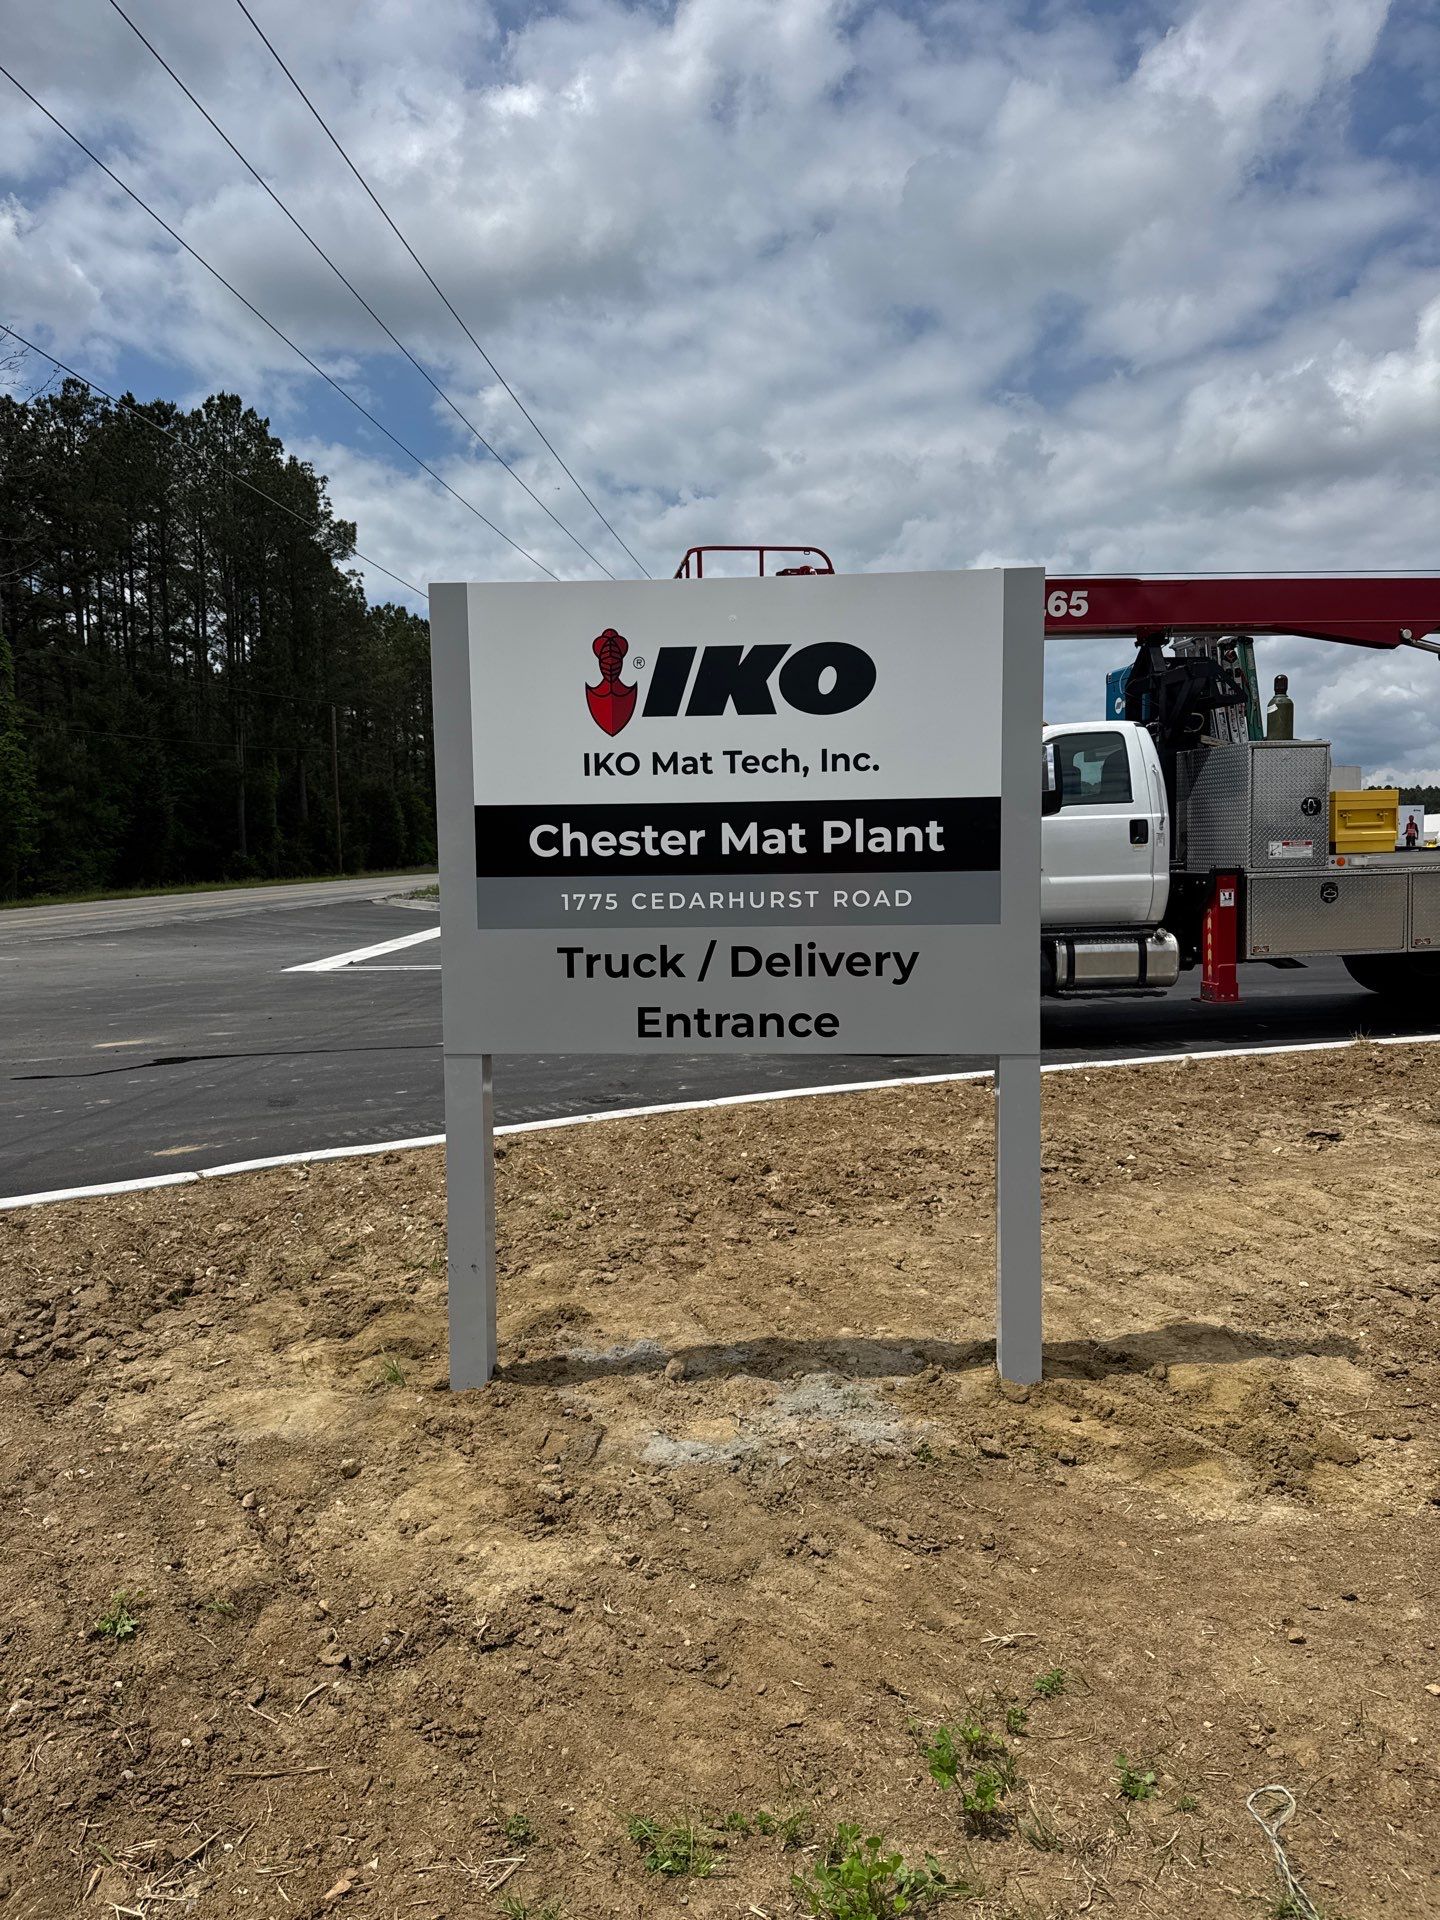 ® IKO
IKO Mat Tech, Inc.
Chester Mat Plant
1775 CEDARHURST ROAD
Truck / Delivery
Entrance
65